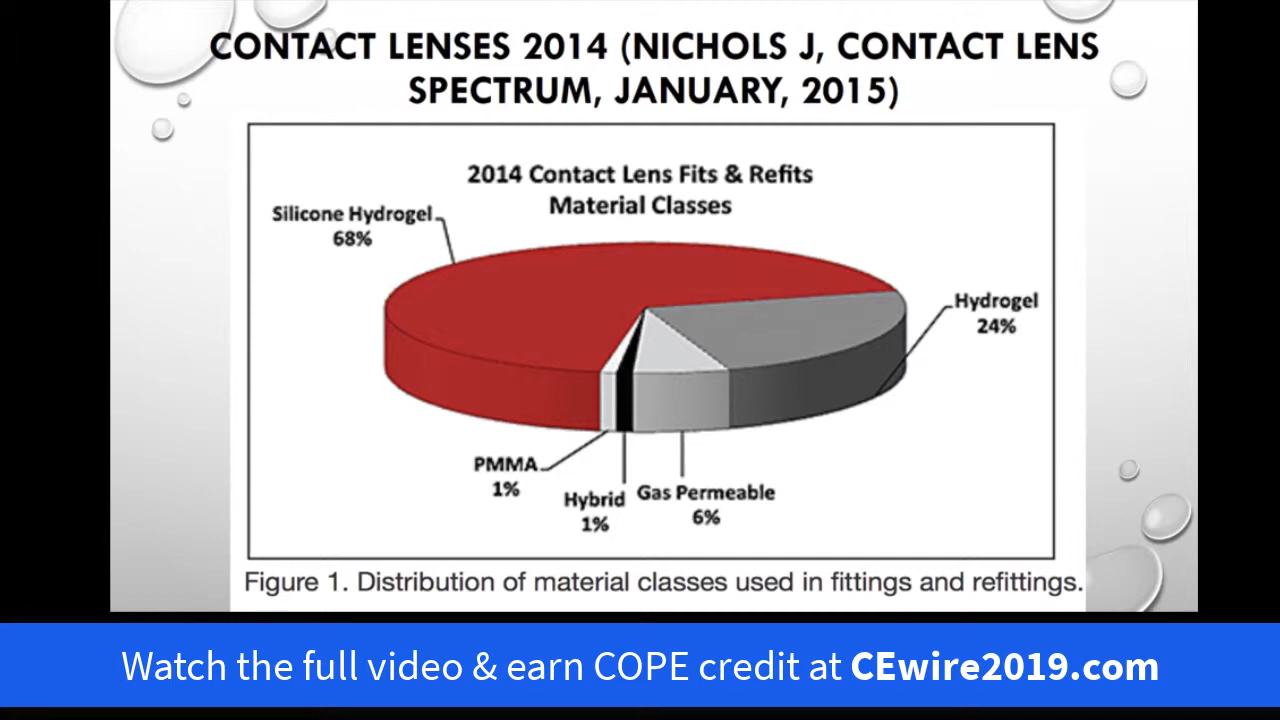 CONTACT LENSES 2014 (NICHOLS J, CONTACT LENS
SPECTRUM, JANUARY, 2015)
2014 Contact Lens Fits & Refits
Material Classes
Silicone Hydrogel
68%
Hydrogel
24%
PMMA
1%
Hybrid
1%
Gas Permeable
6%
Figure 1. Distribution of material classes used in fittings and refittings.
Watch the full video & earn COPE credit at CEwire2019.com